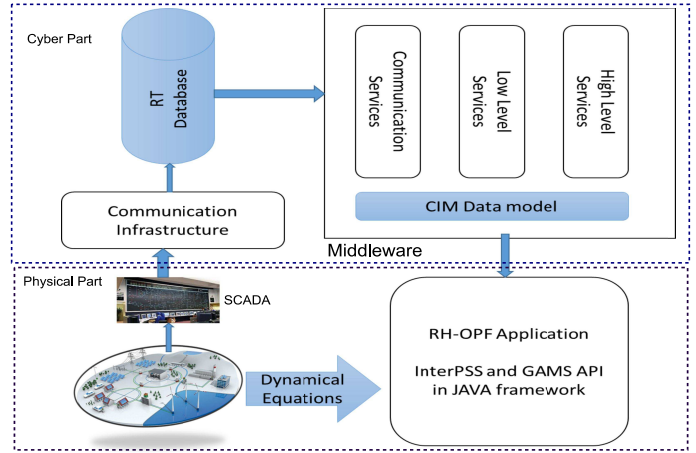 Cyber Part
RT
Database
Communication
Services
Low Level
Services
High Level
Services
CIM Data model
Communication
Infrastructure
Middleware
Physical Part
SCADA
RH-OPF Application
InterPSS and GAMS API
in JAVA framework
Dynamical
Equations